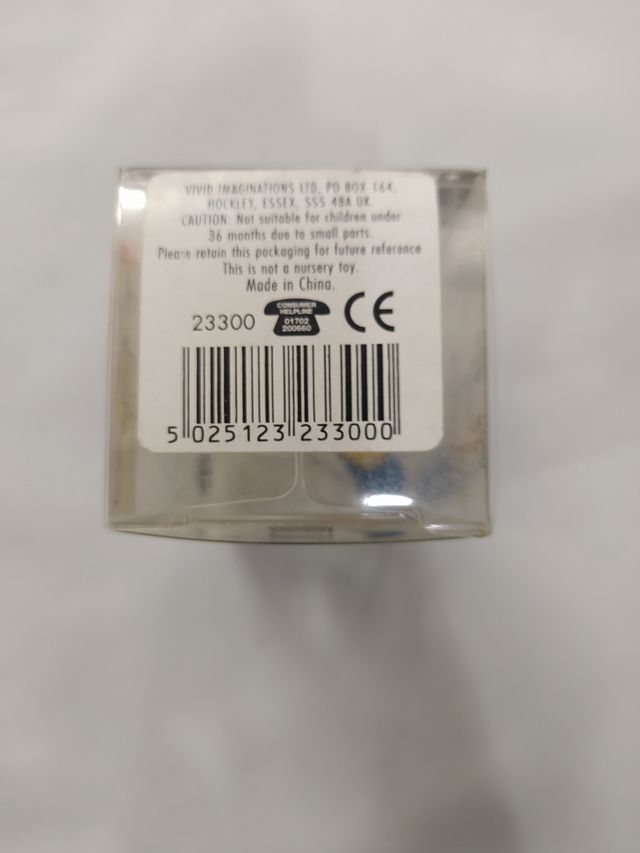 VIVID IMAGINATIONS LTD, PO BOX 164,
HOCKLEY, ESSEX, SS5 4BA UK.
CAUTION: Not suitable for children under
36 months due to small parts.
Please retain this packaging for future reference
This is not a nursery toy.
Made in China.
23300
CONSUMER
HELPLINE
01702
200660
CE
5 025123 233000